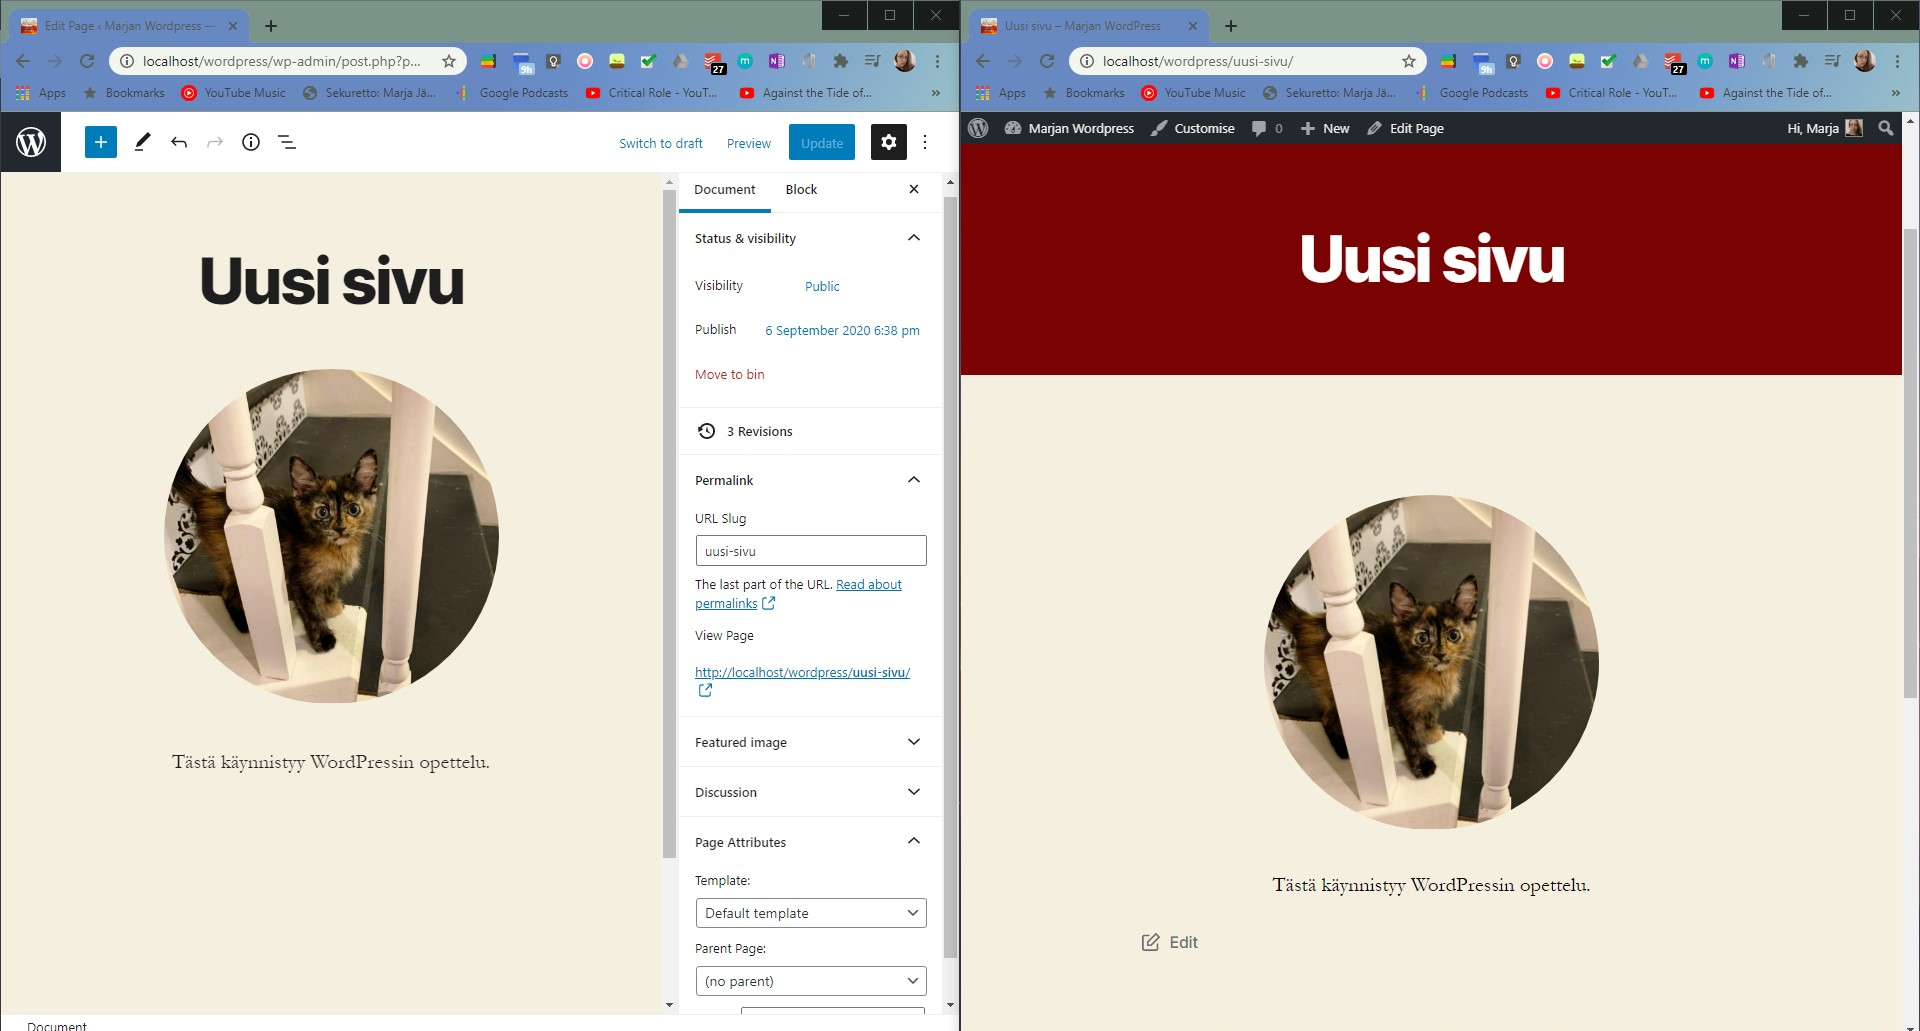 Edit Page ‹ Marjan Wordpress —
localhost/wordpress/wp-admin/post.php?p...
9h
27
m
N
Apps
Bookmarks
YouTube Music
Sekuretto: Marja Jä...
Google Podcasts
Critical Role - YouT...
Against the Tide of...
»
Switch to draft
Preview
Update
Uusi sivu
Tästä käynnistyy WordPressin opettelu.
Document
Document
Block
Status & visibility
Visibility
Public
Publish
6 September 2020 6:38 pm
Move to bin
3 Revisions
Permalink
URL Slug
uusi-sivu
The last part of the URL. Read about
permalinks
View Page
http://localhost/wordpress/uusi-sivu/
Featured image
Discussion
Page Attributes
Template:
Default template
Parent Page:
(no parent)
Uusi sivu – Marjan WordPress
localhost/wordpress/uusi-sivu/
9h
27
m
N
Apps
Bookmarks
YouTube Music
Sekuretto: Marja Jä...
Google Podcasts
Critical Role - YouT...
Against the Tide of...
»
Marjan Wordpress
Customise
0
New
Edit Page
Hi, Marja
Uusi sivu
Tästä käynnistyy WordPressin opettelu.
Edit